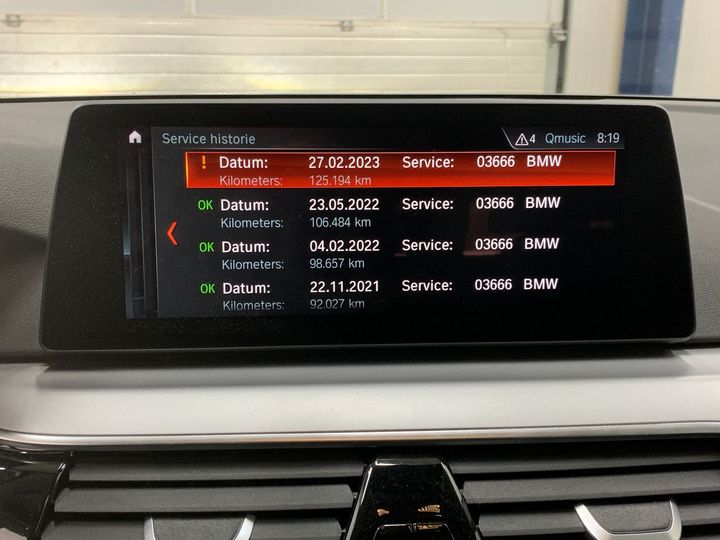 Service historie 4 Qmusic 8:19
! Datum: 27.02.2023 Service: 03666 BMW
Kilometers: 125.194 km
OK Datum: 23.05.2022 Service: 03666 BMW
Kilometers: 106.484 km
OK Datum: 04.02.2022 Service: 03666 BMW
Kilometers: 98.657 km
OK Datum: 22.11.2021 Service: 03666 BMW
Kilometers: 92.027 km